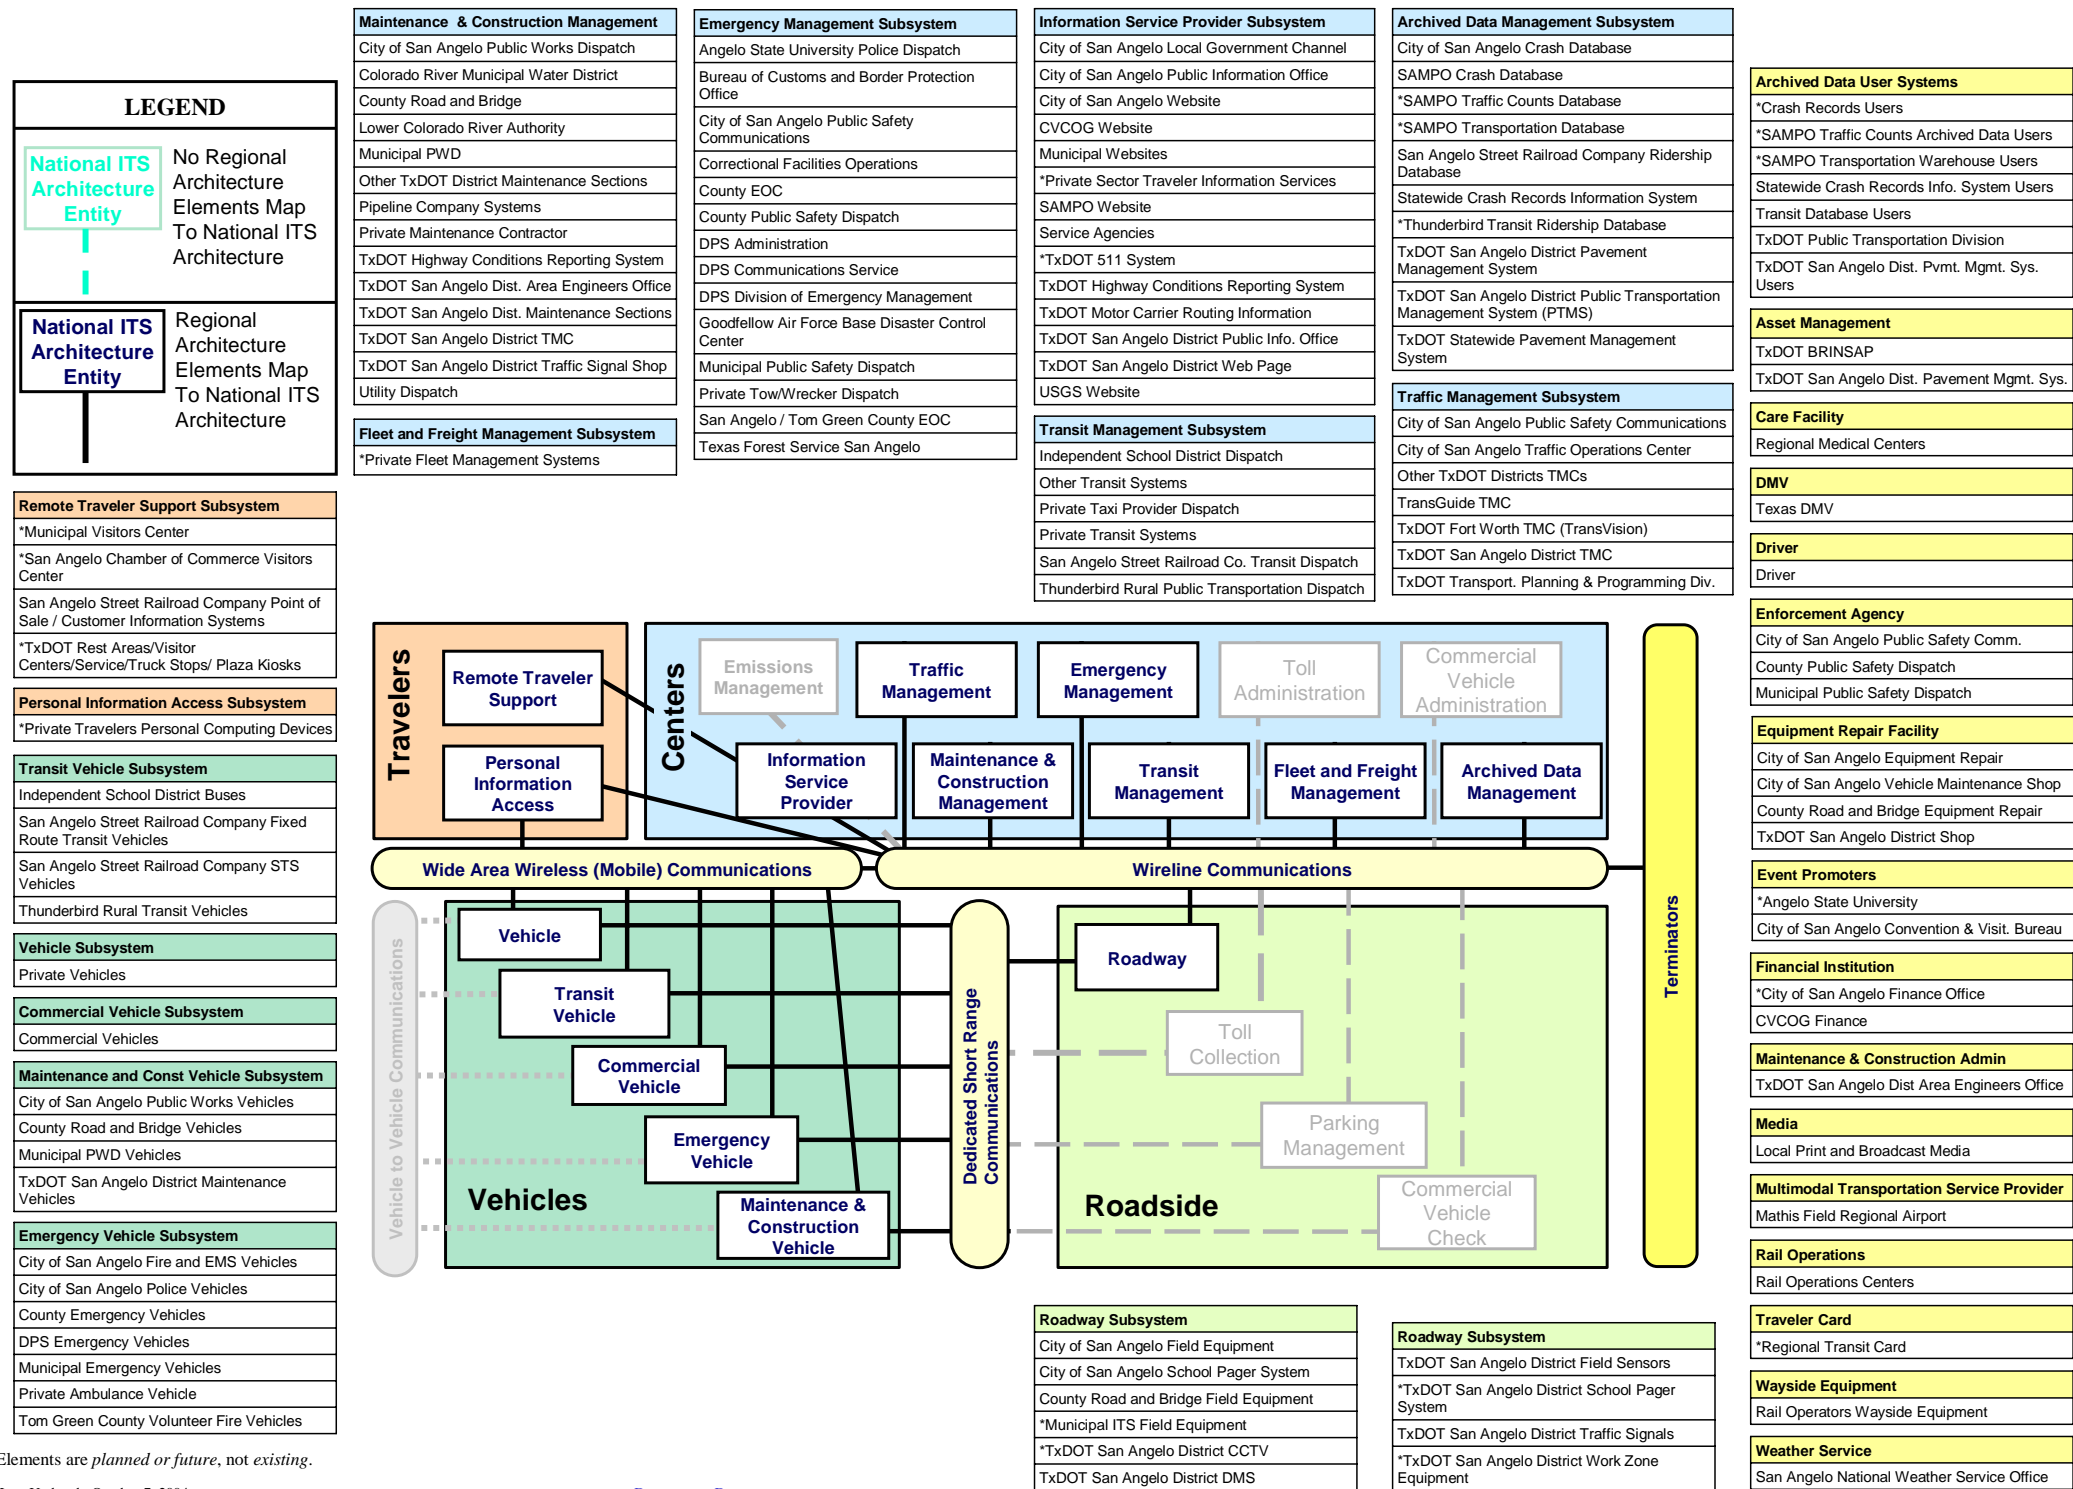 LEGEND
National ITS
Architecture
Entity
No Regional
Architecture
Elements Map
To National ITS
Architecture
National ITS
Architecture
Entity
Regional
Architecture
Elements Map
To National ITS
Architecture
Maintenance & Construction Management
City of San Angelo Public Works Dispatch
Colorado River Municipal Water District
County Road and Bridge
Lower Colorado River Authority
Municipal PWD
Other TxDOT District Maintenance Sections
Pipeline Company Systems
Private Maintenance Contractor
TxDOT Highway Conditions Reporting System
TxDOT San Angelo Dist. Area Engineers Office
TxDOT San Angelo Dist. Maintenance Sections
TxDOT San Angelo District TMC
TxDOT San Angelo District Traffic Signal Shop
Utility Dispatch
Fleet and Freight Management Subsystem
*Private Fleet Management Systems
Emergency Management Subsystem
Angelo State University Police Dispatch
Bureau of Customs and Border Protection
Office
City of San Angelo Public Safety
Communications
Correctional Facilities Operations
County EOC
County Public Safety Dispatch
DPS Administration
DPS Communications Service
DPS Division of Emergency Management
Goodfellow Air Force Base Disaster Control
Center
Municipal Public Safety Dispatch
Private Tow/Wrecker Dispatch
San Angelo / Tom Green County EOC
Texas Forest Service San Angelo
Information Service Provider Subsystem
City of San Angelo Local Government Channel
City of San Angelo Public Information Office
City of San Angelo Website
CVCOG Website
Municipal Websites
*Private Sector Traveler Information Services
SAMPO Website
Service Agencies
*TxDOT 511 System
TxDOT Highway Conditions Reporting System
TxDOT Motor Carrier Routing Information
TxDOT San Angelo District Public Info. Office
TxDOT San Angelo District Web Page
USGS Website
Transit Management Subsystem
Independent School District Dispatch
Other Transit Systems
Private Taxi Provider Dispatch
Private Transit Systems
San Angelo Street Railroad Co. Transit Dispatch
Thunderbird Rural Public Transportation Dispatch
Archived Data Management Subsystem
City of San Angelo Crash Database
SAMPO Crash Database
*SAMPO Traffic Counts Database
*SAMPO Transportation Database
San Angelo Street Railroad Company Ridership
Database
Statewide Crash Records Information System
*Thunderbird Transit Ridership Database
TxDOT San Angelo District Pavement
Management System
TxDOT San Angelo District Public Transportation
Management System (PTMS)
TxDOT Statewide Pavement Management
System
Traffic Management Subsystem
City of San Angelo Public Safety Communications
City of San Angelo Traffic Operations Center
Other TxDOT Districts TMCs
TransGuide TMC
TxDOT Fort Worth TMC (TransVision)
TxDOT San Angelo District TMC
TxDOT Transport. Planning & Programming Div.
Archived Data User Systems
*Crash Records Users
*SAMPO Traffic Counts Archived Data Users
*SAMPO Transportation Warehouse Users
Statewide Crash Records Info. System Users
Transit Database Users
TxDOT Public Transportation Division
TxDOT San Angelo Dist. Pvmt. Mgmt. Sys.
Users
Asset Management
TxDOT BRINSAP
TxDOT San Angelo Dist. Pavement Mgmt. Sys.
Care Facility
Regional Medical Centers
DMV
Texas DMV
Driver
Driver
Enforcement Agency
City of San Angelo Public Safety Comm.
County Public Safety Dispatch
Municipal Public Safety Dispatch
Equipment Repair Facility
City of San Angelo Equipment Repair
City of San Angelo Vehicle Maintenance Shop
County Road and Bridge Equipment Repair
TxDOT San Angelo District Shop
Event Promoters
*Angelo State University
City of San Angelo Convention & Visit. Bureau
Financial Institution
*City of San Angelo Finance Office
CVCOG Finance
Maintenance & Construction Admin
TxDOT San Angelo Dist Area Engineers Office
Media
Local Print and Broadcast Media
Multimodal Transportation Service Provider
Mathis Field Regional Airport
Rail Operations
Rail Operations Centers
Traveler Card
*Regional Transit Card
Wayside Equipment
Rail Operators Wayside Equipment
Weather Service
San Angelo National Weather Service Office
Remote Traveler Support Subsystem
*Municipal Visitors Center
*San Angelo Chamber of Commerce Visitors
Center
San Angelo Street Railroad Company Point of
Sale / Customer Information Systems
*TxDOT Rest Areas/Visitor
Centers/Service/Truck Stops/ Plaza Kiosks
Personal Information Access Subsystem
*Private Travelers Personal Computing Devices
Transit Vehicle Subsystem
Independent School District Buses
San Angelo Street Railroad Company Fixed
Route Transit Vehicles
San Angelo Street Railroad Company STS
Vehicles
Thunderbird Rural Transit Vehicles
Vehicle Subsystem
Private Vehicles
Commercial Vehicle Subsystem
Commercial Vehicles
Maintenance and Const Vehicle Subsystem
City of San Angelo Public Works Vehicles
County Road and Bridge Vehicles
Municipal PWD Vehicles
TxDOT San Angelo District Maintenance
Vehicles
Emergency Vehicle Subsystem
City of San Angelo Fire and EMS Vehicles
City of San Angelo Police Vehicles
County Emergency Vehicles
DPS Emergency Vehicles
Municipal Emergency Vehicles
Private Ambulance Vehicle
Tom Green County Volunteer Fire Vehicles
Travelers
Remote Traveler
Support
Personal
Information
Access
Centers
Emissions
Management
Traffic
Management
Emergency
Management
Toll
Administration
Commercial
Vehicle
Administration
Information
Service
Provider
Maintenance &
Construction
Management
Transit
Management
Fleet and Freight
Management
Archived Data
Management
Wide Area Wireless (Mobile) Communications
Wireline Communications
Terminators
Vehicle to Vehicle Communications
Vehicle
Transit
Vehicle
Commercial
Vehicle
Emergency
Vehicle
Maintenance &
Construction
Vehicle
Vehicles
Dedicated Short Range
Communications
Roadway
Toll
Collection
Parking
Management
Commercial
Vehicle
Check
Roadside
Roadway Subsystem
City of San Angelo Field Equipment
City of San Angelo School Pager System
County Road and Bridge Field Equipment
*Municipal ITS Field Equipment
*TxDOT San Angelo District CCTV
TxDOT San Angelo District DMS
Roadway Subsystem
TxDOT San Angelo District Field Sensors
*TxDOT San Angelo District School Pager
System
TxDOT San Angelo District Traffic Signals
*TxDOT San Angelo District Work Zone
Equipment
Elements are planned or future, not existing.